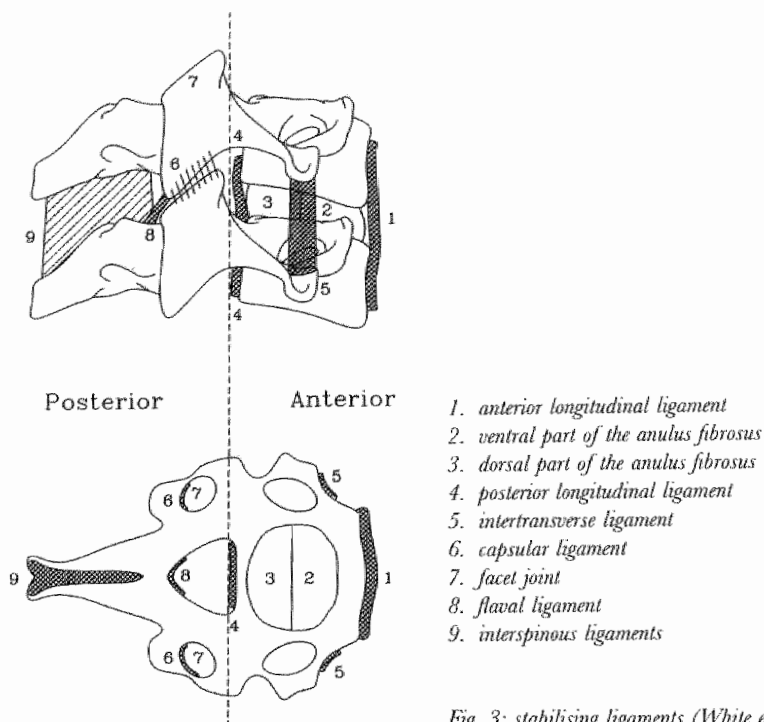 7
4
6
3
2
1
9
8
5
4
Posterior
Anterior
1. anterior longitudinal ligament
2. ventral part of the anulus fibrosus
3. dorsal part of the anulus fibrosus
4. posterior longitudinal ligament
5. intertransverse ligament
6. capsular ligament
7. facet joint
8. flaval ligament
9. interspinous ligaments
5
6 7
9
8
3 2
1
4
6 7
5
Fig. 3: stabilising ligaments (White